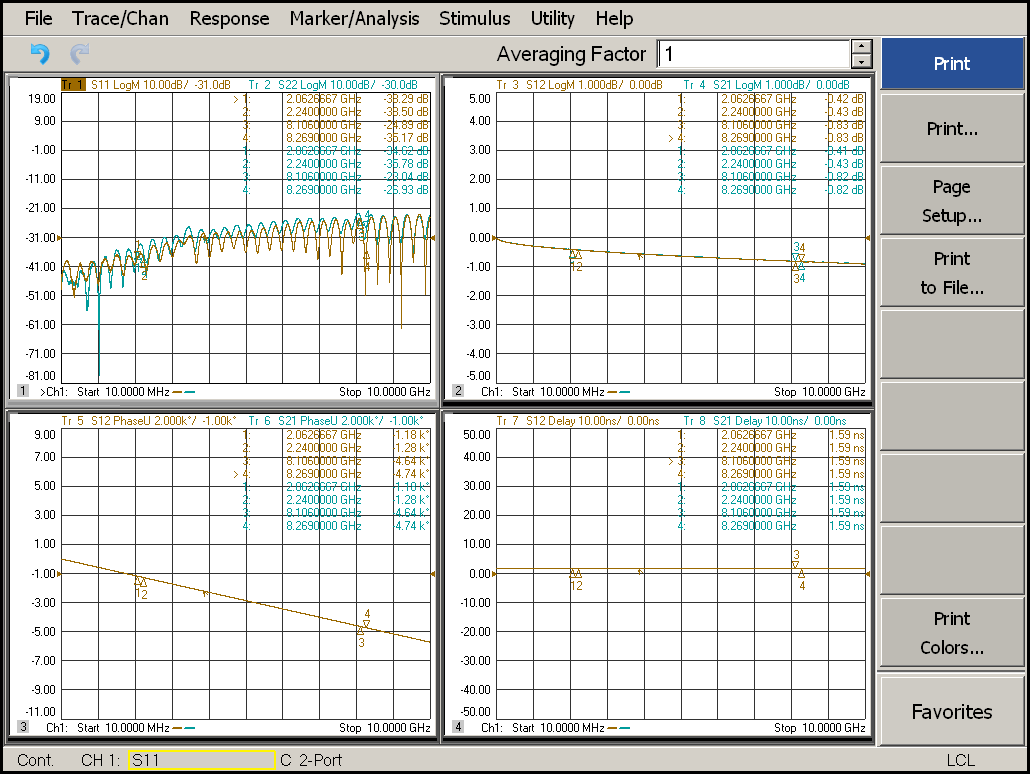 File Trace/Chan Response Marker/Analysis Stimulus Utility Help
Averaging Factor 1
Print
Print...
Page
Setup...
Print
to File...
Print
Colors...
Favorites
Tr 1 S11 LogM 10.00dB/ -31.0dB Tr 2 S22 LogM 10.00dB/ -30.0dB
19.00
9.00
-1.00
-11.00
-21.00
-31.00
-41.00
-51.00
-61.00
-71.00
-81.00
> 1: 2.0626667 GHz
2: 2.2400000 GHz
3: 8.1060000 GHz -24.89 dB
4: 8.2690000 GHz -35.17 dB
1: 2.0626667 GHz -34.62 dB
2: 2.2400000 GHz -35.78 dB
3: 8.1060000 GHz
4: 8.2690000 GHz -25.93 dB
1 >Ch1: Start 10.0000 MHz Stop 10.0000 GHz
Tr 3 S12 LogM 1.000dB/ 0.00dB Tr 4 S21 LogM 1.000dB/ 0.00dB
5.00
4.00
3.00
2.00
1.00
0.00
-1.00
-2.00
-3.00
-4.00
-5.00
1: 2.0626667 GHz -0.42 dB
2: 2.2400000 GHz -0.43 dB
3: 8.1060000 GHz -0.83 dB
> 4: 8.2690000 GHz -0.83 dB
1: 2.0626667 GHz -0.41 dB
2: 2.2400000 GHz -0.43 dB
3: 8.1060000 GHz -0.82 dB
4: 8.2690000 GHz -0.82 dB
12
34
34
2 Ch1: Start 10.0000 MHz Stop 10.0000 GHz
Tr 5 S12 PhaseU 2.000k°/ -1.00k° Tr 6 S21 PhaseU 2.000k°/ -1.00k°
9.00
7.00
5.00
3.00
1.00
-1.00
-3.00
-5.00
-7.00
-9.00
-11.00
1: 2.0626667 GHz -1.18 k°
2: 2.2400000 GHz -1.28 k°
3: 8.1060000 GHz -4.64 k°
> 4: 8.2690000 GHz -4.74 k°
1: 2.0626667 GHz -1.18 k°
2: 2.2400000 GHz -1.28 k°
3: 8.1060000 GHz -4.64 k°
4: 8.2690000 GHz -4.74 k°
12
4
3
3 Ch1: Start 10.0000 MHz Stop 10.0000 GHz
Tr 7 S12 Delay 10.00ns/ 0.00ns Tr 8 S21 Delay 10.00ns/ 0.00ns
50.00
40.00
30.00
20.00
10.00
0.00
-10.00
-20.00
-30.00
-40.00
-50.00
1: 2.0626667 GHz 1.59 ns
2: 2.2400000 GHz 1.59 ns
> 3: 8.1060000 GHz 1.59 ns
4: 8.2690000 GHz 1.59 ns
1: 2.0626667 GHz 1.59 ns
2: 2.2400000 GHz 1.59 ns
3: 8.1060000 GHz 1.59 ns
4: 8.2690000 GHz 1.59 ns
12
3
4
4 Ch1: Start 10.0000 MHz Stop 10.0000 GHz
Cont. CH 1: S11 C 2-Port LCL